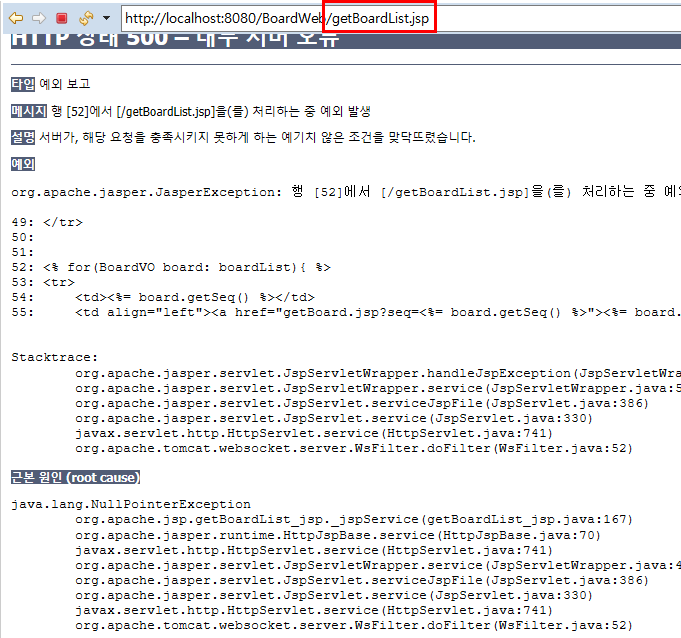 http://localhost:8080/BoardWeb/getBoardList.jsp
HTTP 상태 500 – 내부 서버 오류
타입 예외 보고
메시지 행 [52]에서 [/getBoardList.jsp]을(를) 처리하는 중 예외 발생
설명 서버가, 해당 요청을 충족시키지 못하게 하는 예기치 않은 조건을 맞닥뜨렸습니다.
예외
org.apache.jasper.JasperException: 행 [52]에서 [/getBoardList.jsp]을(를) 처리하는 중 예외
49: </tr>
50:
51:
52: <% for(BoardVO board: boardList){ %>
53: <tr>
54:     <td><%= board.getSeq() %></td>
55:     <td align="left"><a href="getBoard.jsp?seq=<%= board.getSeq() %>"><%= board.
Stacktrace:
org.apache.jasper.servlet.JspServletWrapper.handleJspException(JspServletWra
org.apache.jasper.servlet.JspServletWrapper.service(JspServletWrapper.java:5
org.apache.jasper.servlet.JspServlet.serviceJspFile(JspServlet.java:386)
org.apache.jasper.servlet.JspServlet.service(JspServlet.java:330)
javax.servlet.http.HttpServlet.service(HttpServlet.java:741)
org.apache.tomcat.websocket.server.WsFilter.doFilter(WsFilter.java:52)
근본 원인 (root cause)
java.lang.NullPointerException
org.apache.jsp.getBoardList_jsp._jspService(getBoardList_jsp.java:167)
org.apache.jasper.runtime.HttpJspBase.service(HttpJspBase.java:70)
javax.servlet.http.HttpServlet.service(HttpServlet.java:741)
org.apache.jasper.servlet.JspServletWrapper.service(JspServletWrapper.java:4
org.apache.jasper.servlet.JspServlet.serviceJspFile(JspServlet.java:386)
org.apache.jasper.servlet.JspServlet.service(JspServlet.java:330)
javax.servlet.http.HttpServlet.service(HttpServlet.java:741)
org.apache.tomcat.websocket.server.WsFilter.doFilter(WsFilter.java:52)